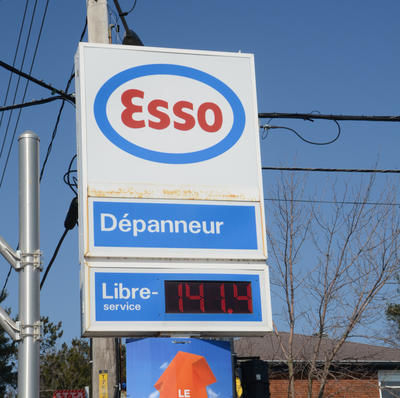 Esso
Dépanneur
Libre-
service
141.4
LE